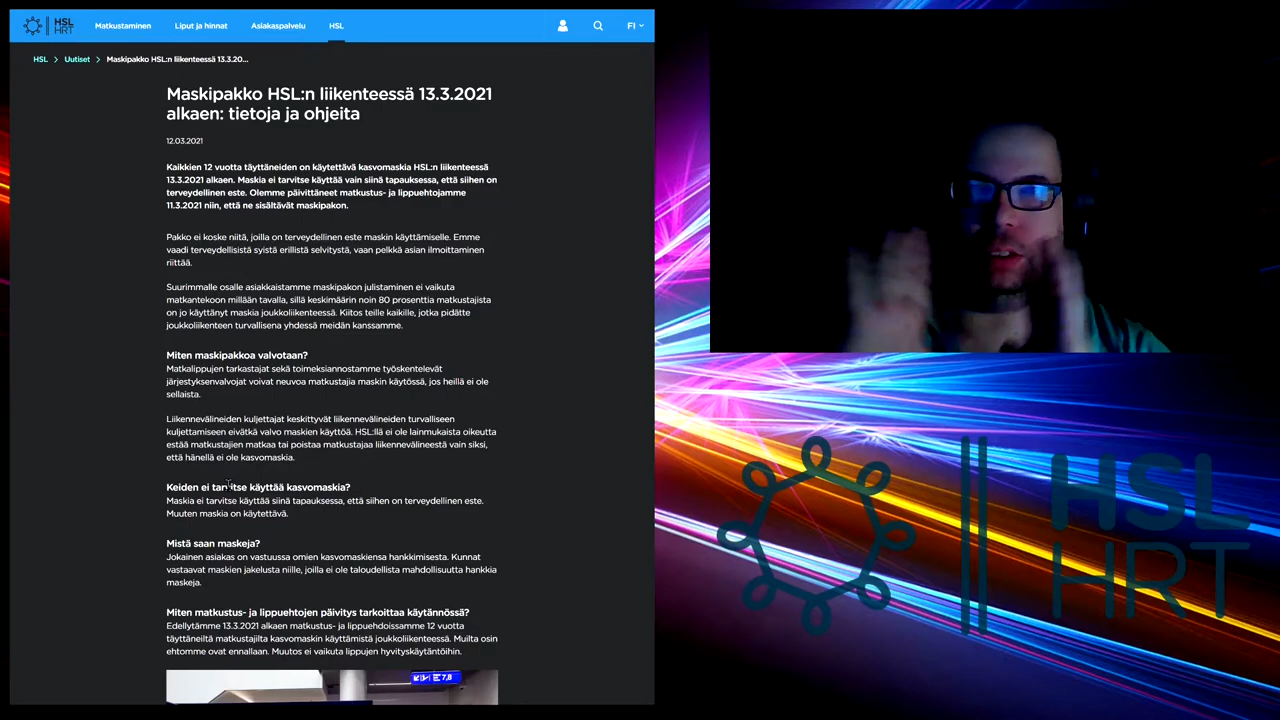 HSL
HRT
Matkustaminen
Liput ja hinnat
Asiakaspalvelu
HSL
FI
HSL > Uutiset > Maskipakko HSL:n liikenteessä 13.3.20...
Maskipakko HSL:n liikenteessä 13.3.2021
alkaen: tietoja ja ohjeita
12.03.2021
Kaikkien 12 vuotta täyttäneiden on käytettävä kasvomaskia HSL:n liikenteessä
13.3.2021 alkaen. Maskia ei tarvitse käyttää vain siinä tapauksessa, että siihen on
terveydellinen este. Olemme päivittäneet matkustus- ja lippuehtojamme
11.3.2021 niin, että ne sisältävät maskipakon.
Pakko ei koske niitä, joilla on terveydellinen este maskin käyttämiselle. Emme
vaadi terveydellisistä syistä erillistä selvitystä, vaan pelkkä asian ilmoittaminen
riittää.
Suurimmalle osalle asiakkaistamme maskipakon julistaminen ei vaikuta
matkantekoon millään tavalla, sillä keskimäärin noin 80 prosenttia matkustajista
on jo käyttänyt maskia joukkoliikenteessä. Kiitos teille kaikille, jotka pidätte
joukkoliikenteen turvallisena yhdessä meidän kanssamme.
Miten maskipakkoa valvotaan?
Matkalippujen tarkastajat sekä toimeksiannostamme työskentelevät
järjestyksenvalvojat voivat neuvoa matkustajia maskin käytössä, jos heillä ei ole
sellaista.
Liikennevälineiden kuljettajat keskittyvät liikennevälineiden turvalliseen
kuljettamiseen eivätkä valvo maskien käyttöä. HSL:llä ei ole lainmukaista oikeutta
estää matkustajien matkaa tai poistaa matkustajaa liikennevälineestä vain siksi,
että hänellä ei ole kasvomaskia.
Keiden ei tarvitse käyttää kasvomaskia?
Maskia ei tarvitse käyttää siinä tapauksessa, että siihen on terveydellinen este.
Muuten maskia on käytettävä.
Mistä saan maskeja?
Jokainen asiakas on vastuussa omien kasvomaskiensa hankkimisesta. Kunnat
vastaavat maskien jakelusta niille, joilla ei ole taloudellista mahdollisuutta hankkia
maskeja.
Miten matkustus- ja lippuehtojen päivitys tarkoittaa käytännössä?
Edellytämme 13.3.2021 alkaen matkustus- ja lippuehdoissamme 12 vuotta
täyttäneiltä matkustajilta kasvomaskin käyttämistä joukkoliikenteessä. Muilta osin
ehtomme ovat ennallaan. Muutos ei vaikuta lippujen hyvityskäytäntöihin.
7,8
HSL
HRT